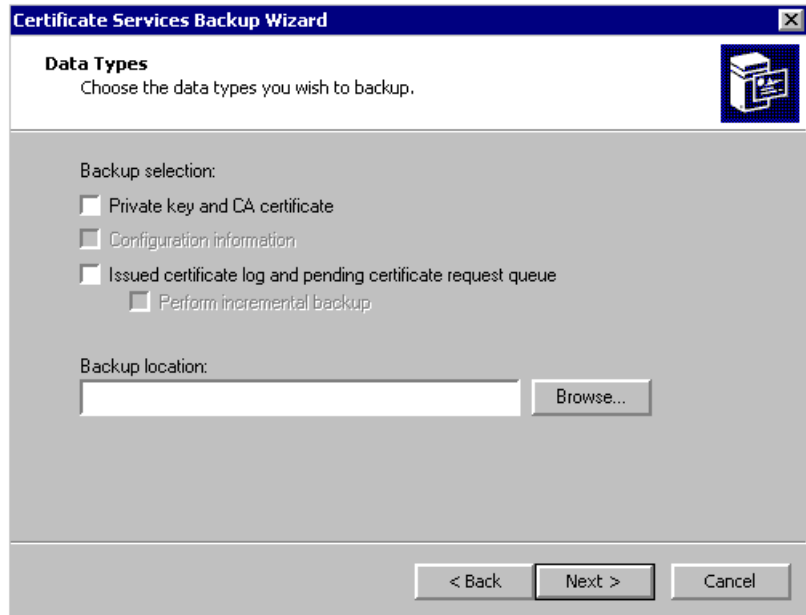 Certificate Services Backup Wizard
Data Types
Choose the data types you wish to backup.
Backup selection:
Private key and CA certificate
Configuration information
Issued certificate log and pending certificate request queue
Perform incremental backup
Backup location:
Browse...
< Back Next > Cancel